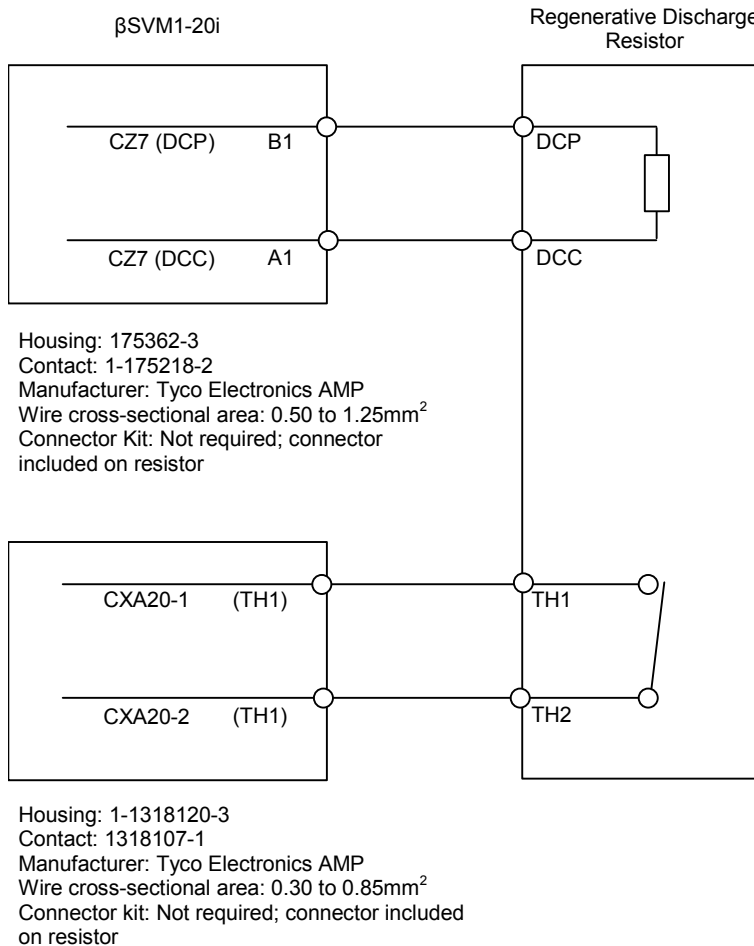 βSVM1-20i
Regenerative Discharge
Resistor
CZ7 (DCP) B1
DCP
CZ7 (DCC) A1
DCC
Housing: 175362-3
Contact: 1-175218-2
Manufacturer: Tyco Electronics AMP
Wire cross-sectional area: 0.50 to 1.25mm²
Connector Kit: Not required; connector
included on resistor
CXA20-1 (TH1)
TH1
CXA20-2 (TH1)
TH2
Housing: 1-1318120-3
Contact: 1318107-1
Manufacturer: Tyco Electronics AMP
Wire cross-sectional area: 0.30 to 0.85mm²
Connector kit: Not required; connector included
on resistor